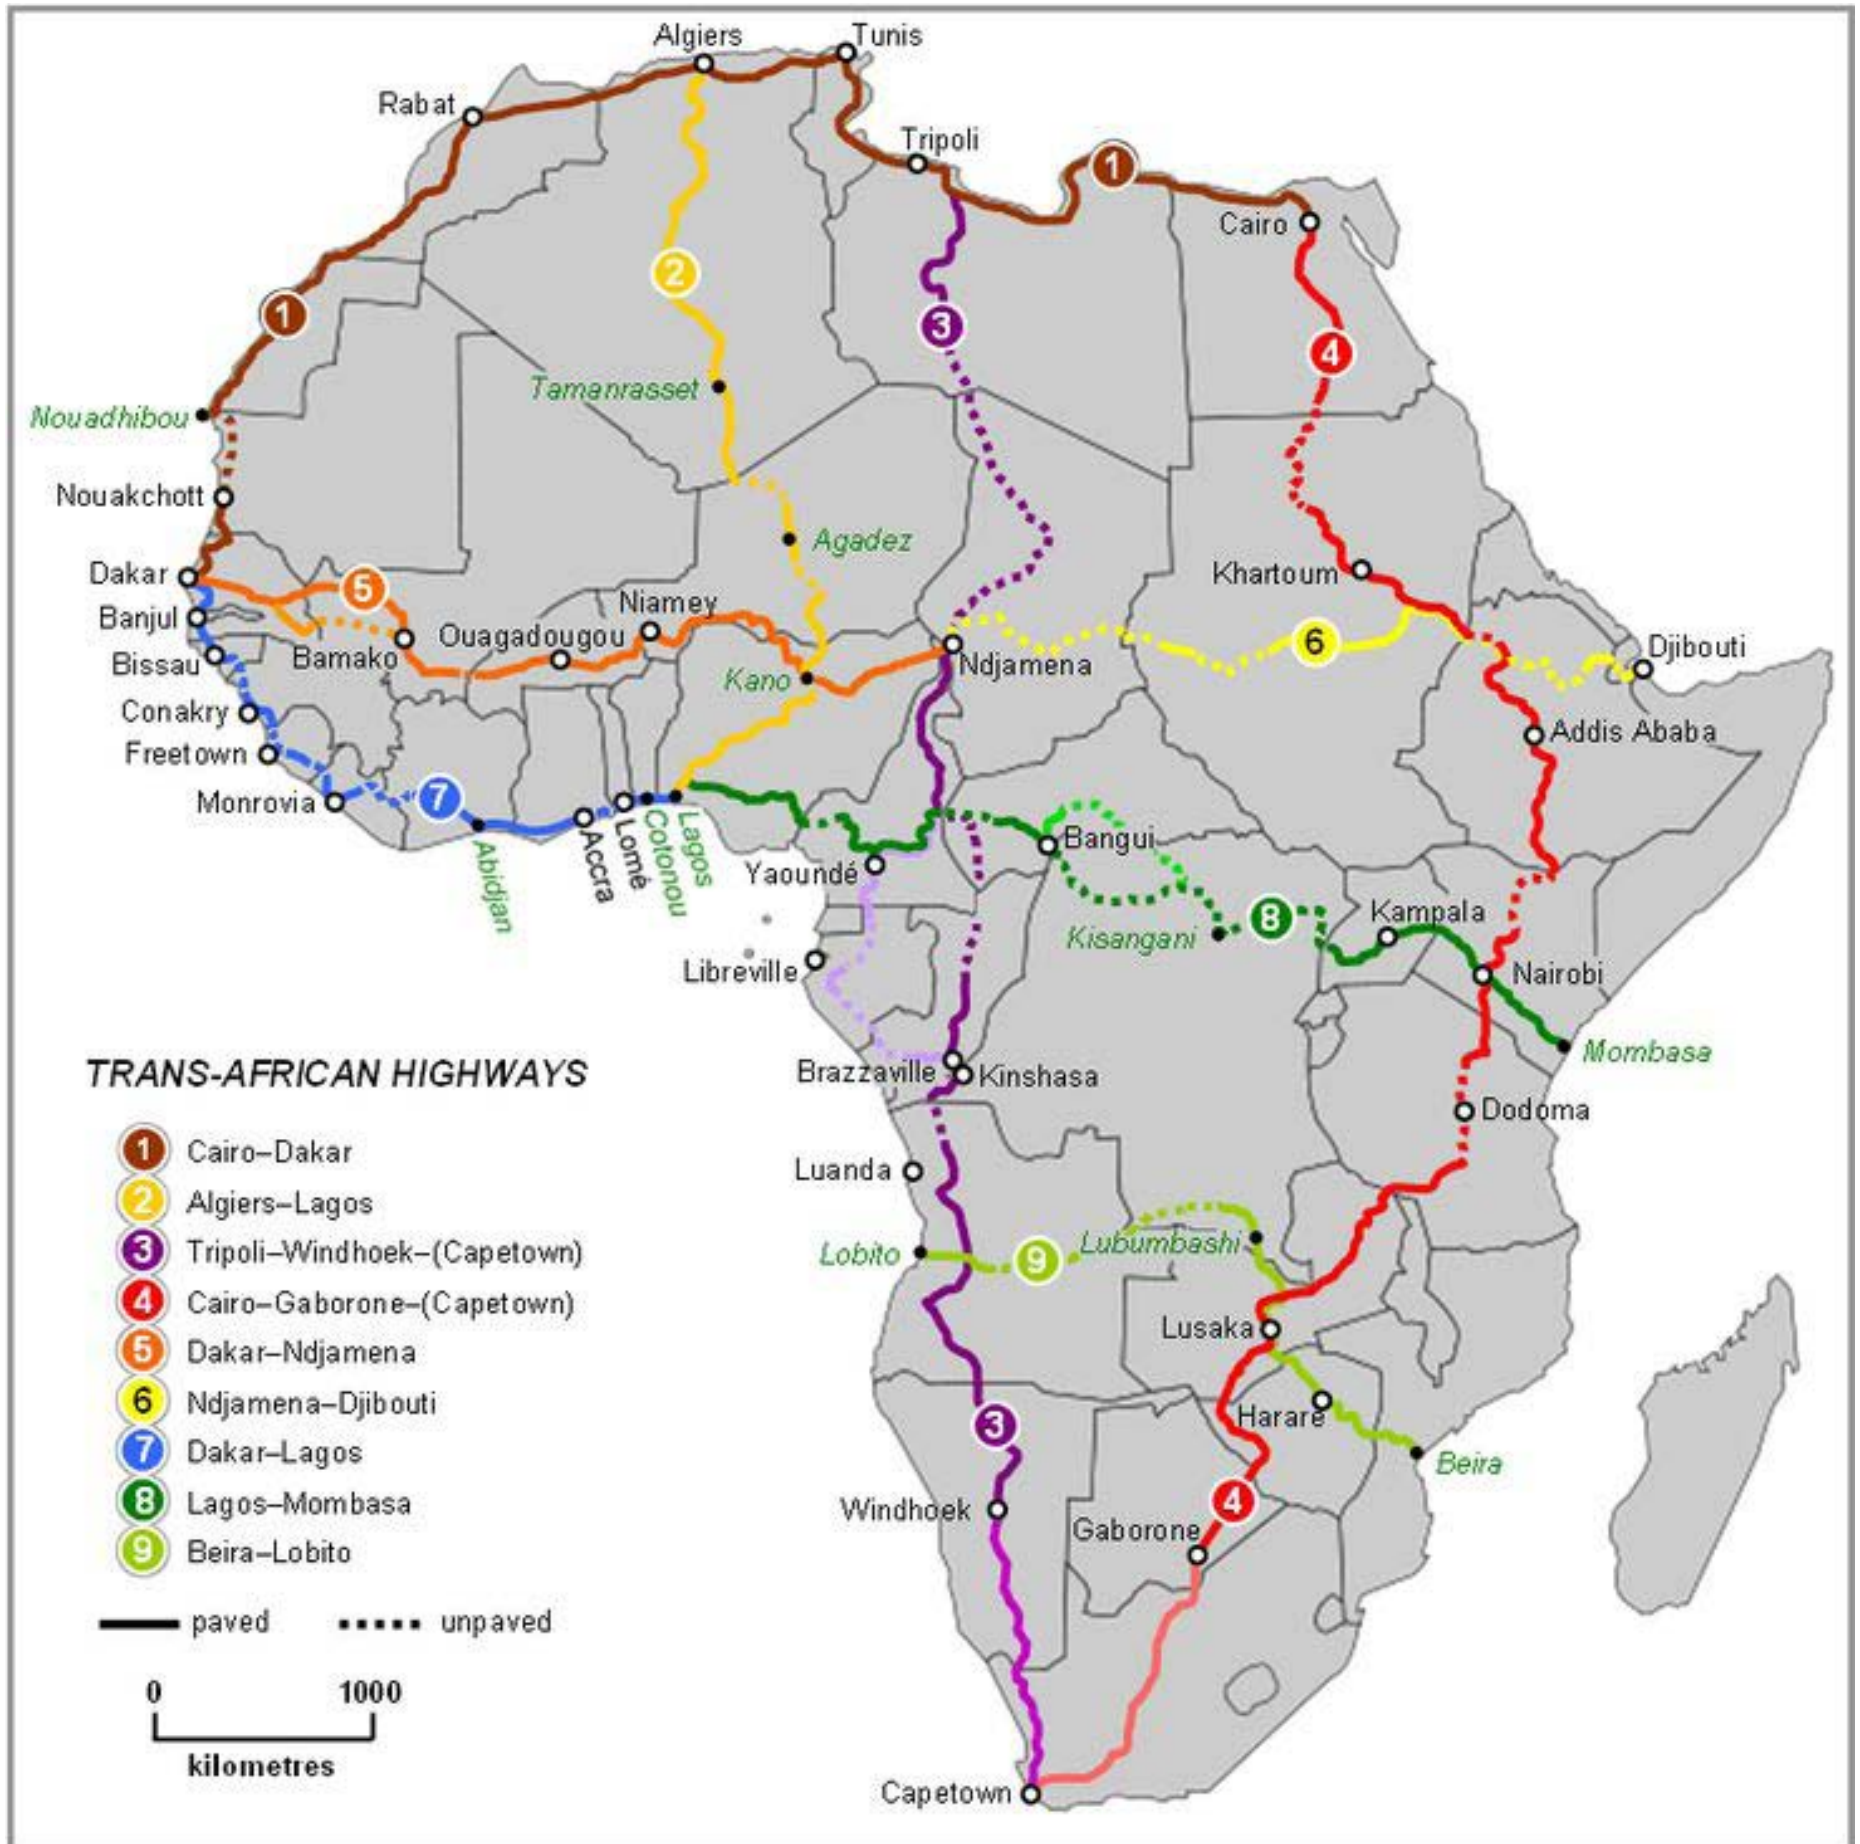 Algiers
Tunis
Rabat
Tripoli
1
Cairo
2
1
3
4
Tamanrasset
Nouadhibou
Nouakchott
Agadez
Dakar
5
Khartoum
Niamey
Banjul
Ouagadougou
6
Djibouti
Bissau
Bamako
Ndjamena
Kano
Conakry
Addis Ababa
Freetown
Monrovia
7
Abidjan
Accra
Lomé
Cotonou
Lagos
Bangui
Yaoundé
8
Kampala
Kisangani
Libreville
Nairobi
Mombasa
Brazzaville
Kinshasa
Dodoma
Luanda
Lobito
9
Lubumbashi
Lusaka
Harare
3
Beira
4
Windhoek
Gaborone
Capetown
TRANS-AFRICAN HIGHWAYS
1 Cairo–Dakar
2 Algiers–Lagos
3 Tripoli–Windhoek–(Capetown)
4 Cairo–Gaborone–(Capetown)
5 Dakar–Ndjamena
6 Ndjamena–Djibouti
7 Dakar–Lagos
8 Lagos–Mombasa
9 Beira–Lobito
paved unpaved
0 1000
kilometres